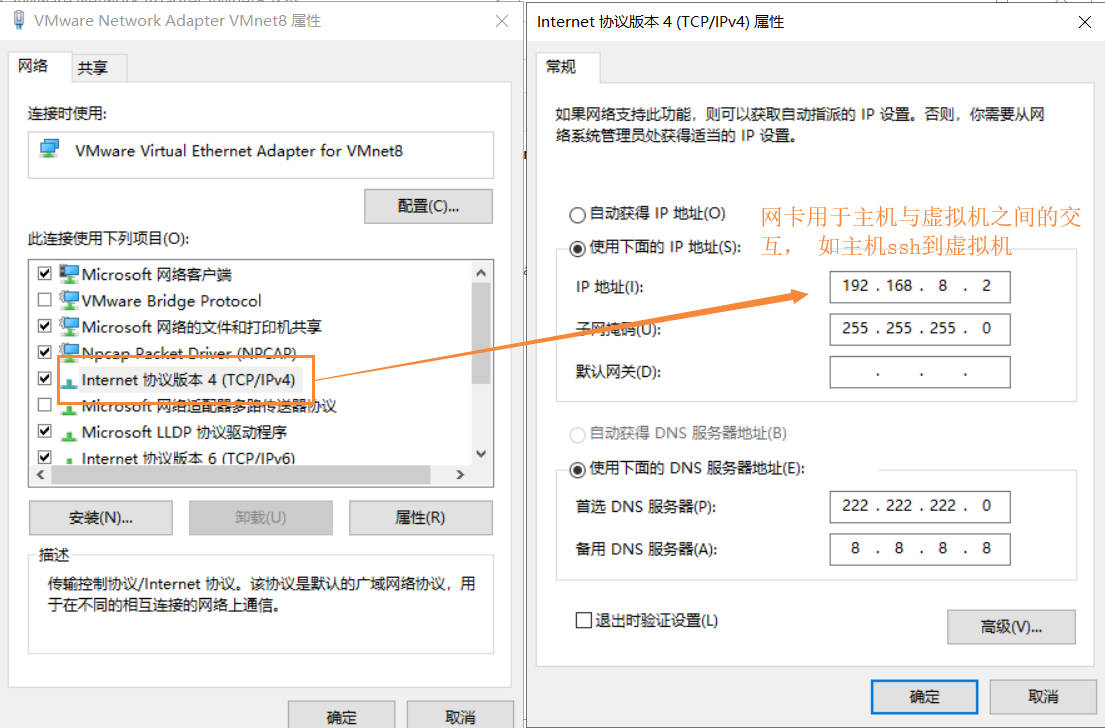 VMware Network Adapter VMnet8 属性
网络
共享
连接时使用:
VMware Virtual Ethernet Adapter for VMnet8
配置(C)...
此连接使用下列项目(O):
Microsoft 网络客户端
VMware Bridge Protocol
Microsoft 网络的文件和打印机共享
Npcap Packet Driver (NPCAP)
Internet 协议版本 4 (TCP/IPv4)
Microsoft 网络适配器多路传送器协议
Microsoft LLDP 协议驱动程序
Internet 协议版本 6 (TCP/IPv6)
安装(N)...
卸载(U)
属性(R)
描述
传输控制协议/Internet 协议。该协议是默认的广域网络协议，用
于在不同的相互连接的网络上通信。
确定
取消
Internet 协议版本 4 (TCP/IPv4) 属性
常规
如果网络支持此功能，则可以获取自动指派的 IP 设置。否则，你需要从网
络系统管理员处获得适当的 IP 设置。
自动获得 IP 地址(O)
网卡用于主机与虚拟机之间的交
互， 如主机ssh到虚拟机
使用下面的 IP 地址(S):
IP 地址(I):
192 . 168 . 8 . 2
子网掩码(U):
255 . 255 . 255 . 0
默认网关(D):
. . .
自动获得 DNS 服务器地址(B)
使用下面的 DNS 服务器地址(E):
首选 DNS 服务器(P):
222 . 222 . 222 . 0
备用 DNS 服务器(A):
8 . 8 . 8 . 8
退出时验证设置(L)
高级(V)...
确定
取消